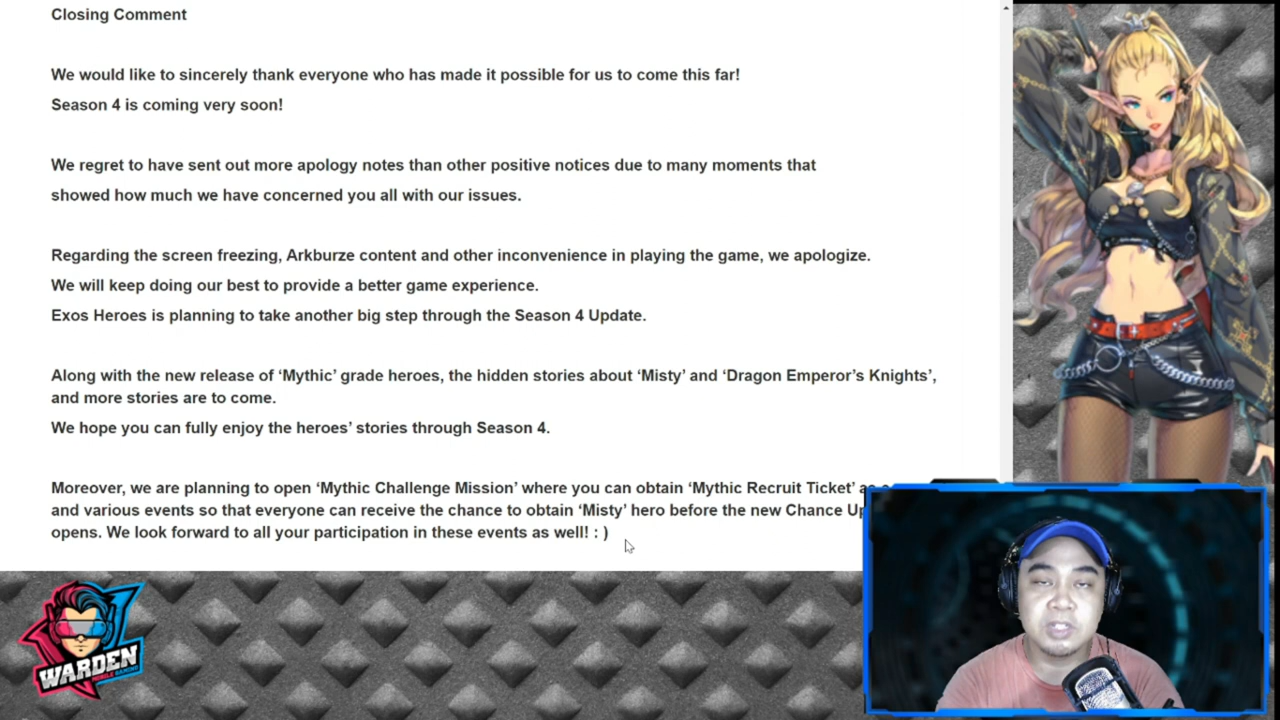 Closing Comment
We would like to sincerely thank everyone who has made it possible for us to come this far!
Season 4 is coming very soon!
We regret to have sent out more apology notes than other positive notices due to many moments that
showed how much we have concerned you all with our issues.
Regarding the screen freezing, Arkburze content and other inconvenience in playing the game, we apologize.
We will keep doing our best to provide a better game experience.
Exos Heroes is planning to take another big step through the Season 4 Update.
Along with the new release of ‘Mythic’ grade heroes, the hidden stories about ‘Misty’ and ‘Dragon Emperor’s Knights’,
and more stories are to come.
We hope you can fully enjoy the heroes’ stories through Season 4.
Moreover, we are planning to open ‘Mythic Challenge Mission’ where you can obtain ‘Mythic Recruit Ticket’
and various events so that everyone can receive the chance to obtain ‘Misty’ hero before the new Chance
opens. We look forward to all your participation in these events as well! : )
WARDEN
MOBILE GAMING